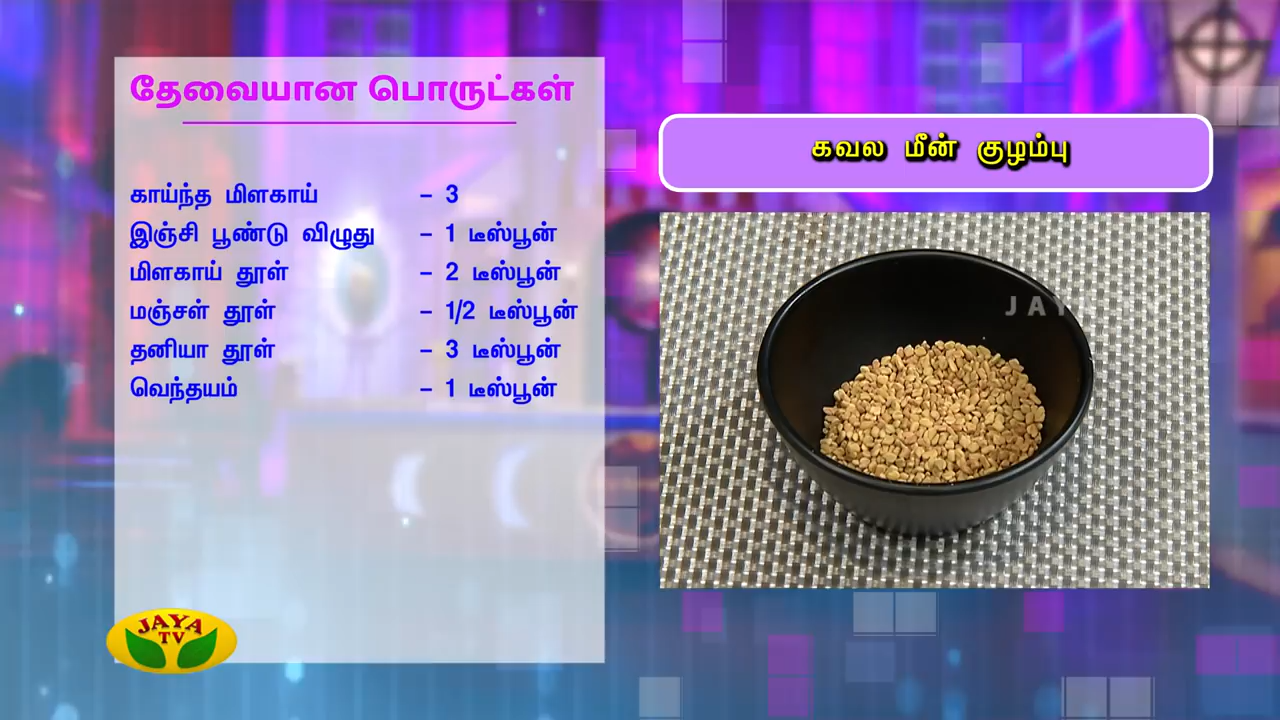 தேவையான பொருட்கள்
காய்ந்த மிளகாய் - 3
இஞ்சி பூண்டு விழுது - 1 டீஸ்பூன்
மிளகாய் தூள் - 2 டீஸ்பூன்
மஞ்சள் தூள் - 1/2 டீஸ்பூன்
தனியா தூள் - 3 டீஸ்பூன்
வெந்தயம் - 1 டீஸ்பூன்
கவல மீன் குழம்பு
JAYA TV
JAYA
TV